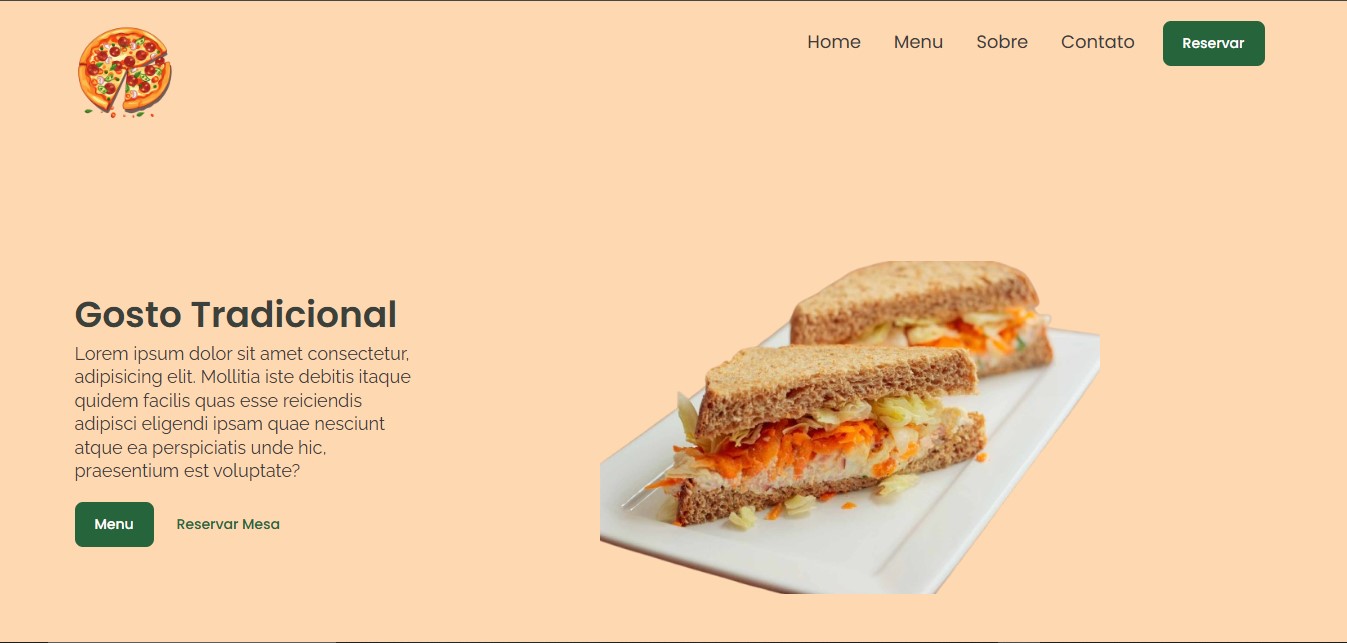 Home Menu Sobre Contato Reservar
Gosto Tradicional
Lorem ipsum dolor sit amet consectetur,
adipisicing elit. Mollitia iste debitis itaque
quidem facilis quas esse reiciendis
adipisci eligendi ipsam quae nesciunt
atque ea perspiciatis unde hic,
praesentium est voluptate?
Menu Reservar Mesa